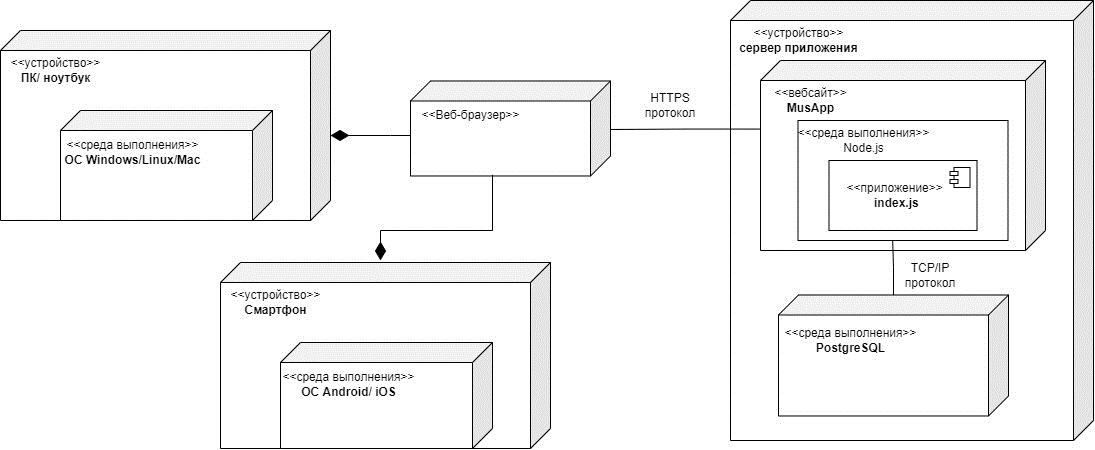 <<устройство>>
ПК/ ноутбук
<<среда выполнения>>
ОС Windows/Linux/Mac
<<Веб-браузер>>
HTTPS
протокол
<<устройство>>
сервер приложения
<<вебсайт>>
MusApp
<<среда выполнения>>
Node.js
<<приложение>>
index.js
TCP/IP
протокол
<<среда выполнения>>
PostgreSQL
<<устройство>>
Смартфон
<<среда выполнения>>
ОС Android/ iOS